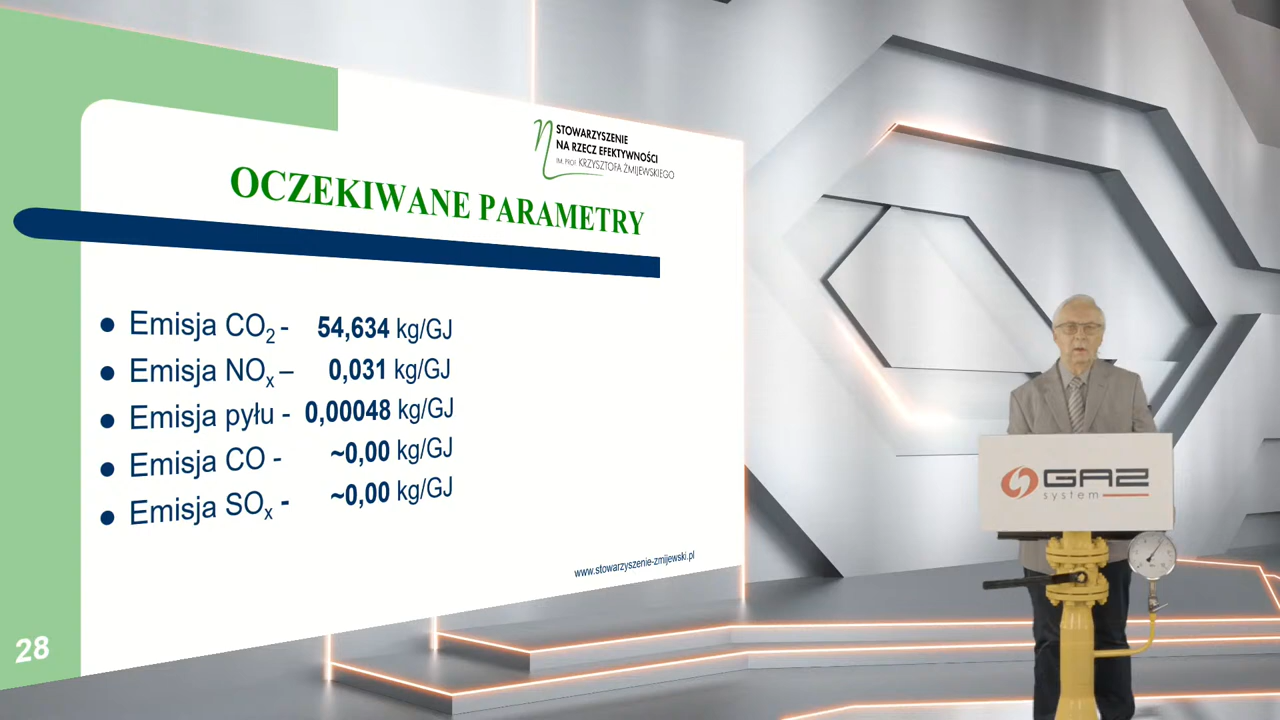 STOWARZYSZENIE
NA RZECZ EFEKTYWNOŚCI
IM. PROF. KRZYSZTOFA ŻMIJEWSKIEGO
OCZEKIWANE PARAMETRY
● Emisja CO₂ - 54,634 kg/GJ
● Emisja NOₓ – 0,031 kg/GJ
● Emisja pyłu - 0,00048 kg/GJ
● Emisja CO - ~0,00 kg/GJ
● Emisja SOₓ - ~0,00 kg/GJ
www.stowarzyszenie-zmijewski.pl
28
GAZ
system